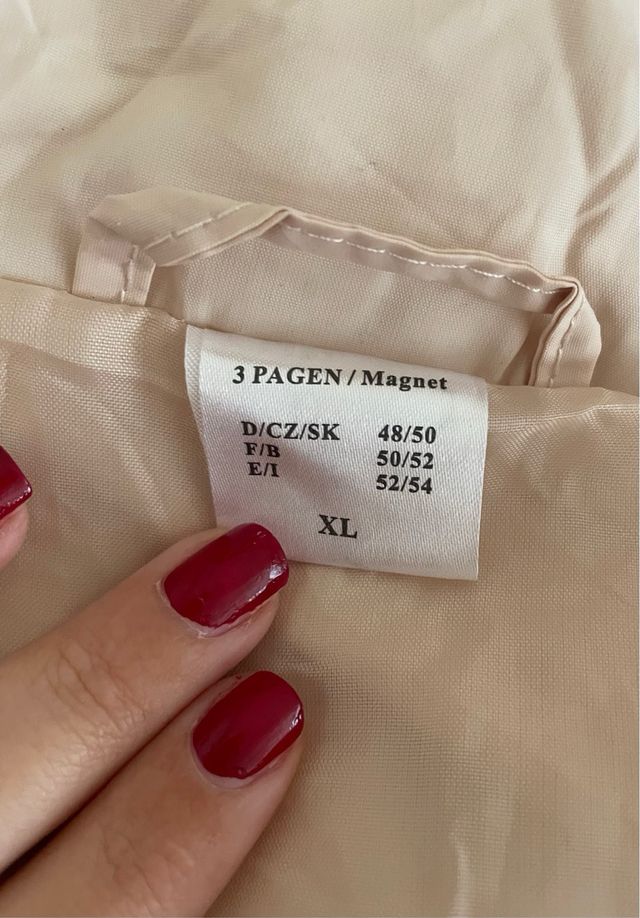 3 PAGEN / Magnet
D/CZ/SK 48/50
F/B 50/52
E/I 52/54
XL